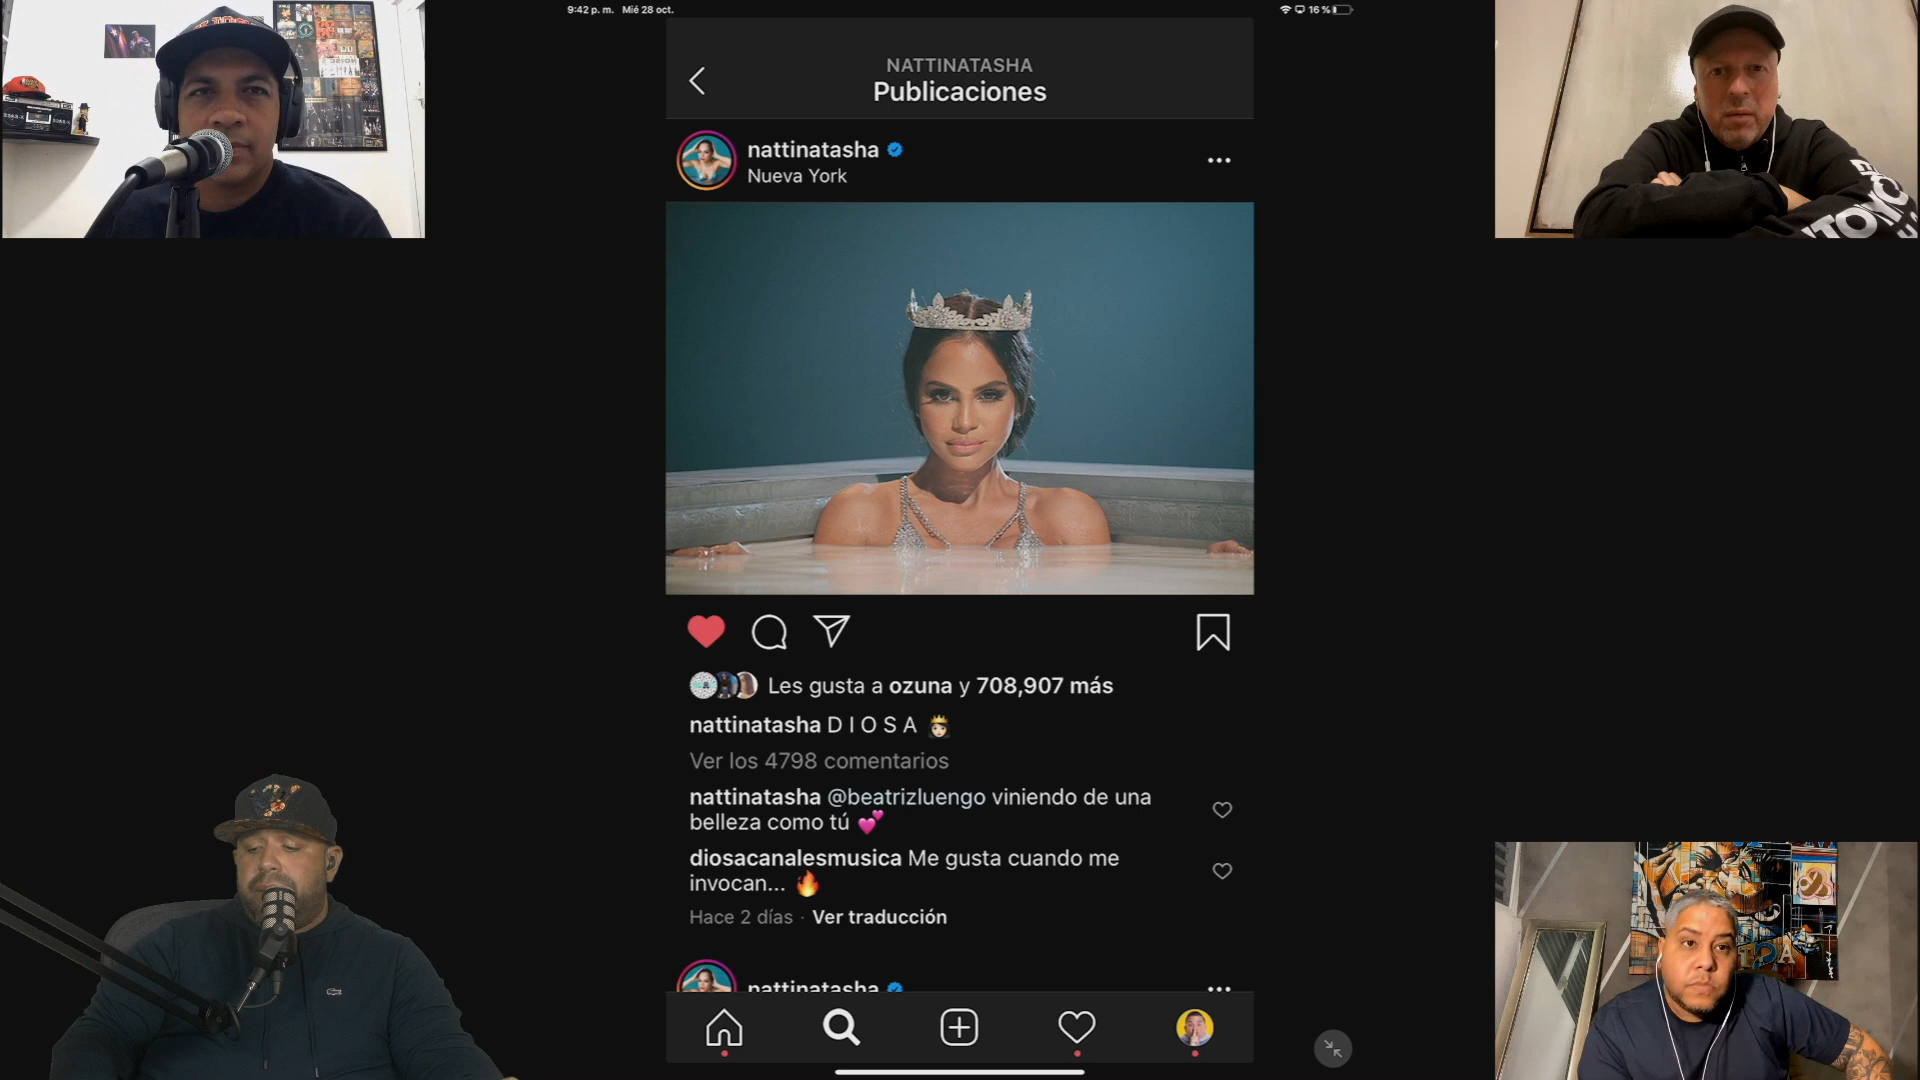 9:42 p. m. Mié 28 oct.
16 %
NATTINATASHA
Publicaciones
nattinatasha
Nueva York
Les gusta a ozuna y 708,907 más
nattinatasha D I O S A 👸🏻
Ver los 4798 comentarios
nattinatasha @beatrizluengo viniendo de una
belleza como tú 💕
diosacanalesmusica Me gusta cuando me
invocan... 🔥
Hace 2 días · Ver traducción
nattinatasha